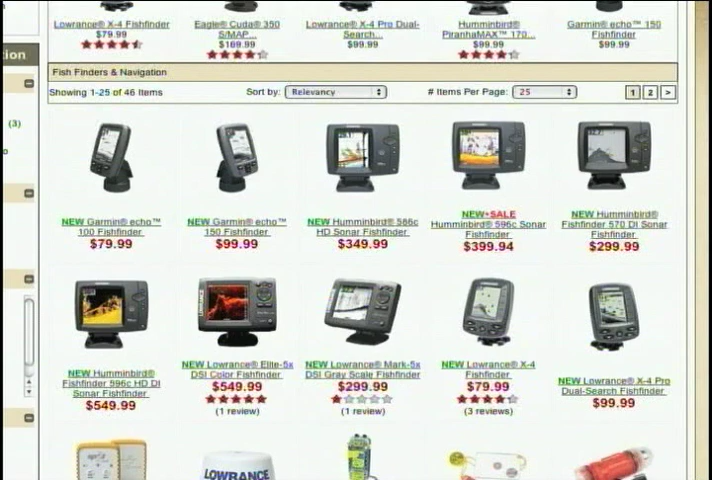 Lowrance® X-4 Fishfinder
$79.99
Eagle® Cuda® 350
S/MAP...
$169.99
Lowrance® X-4 Pro Dual-
Search...
$99.99
Humminbird®
PiranhaMAX™ 170...
$99.99
Garmin® echo™ 150
Fishfinder
$99.99
tion
Fish Finders & Navigation
Showing 1-25 of 46 Items
Sort by:
Relevancy
# Items Per Page:
25
1
2
>
(3)
NEW Garmin® echo™
100 Fishfinder
$79.99
NEW Garmin® echo™
150 Fishfinder
$99.99
NEW Humminbird® 586c
HD Sonar Fishfinder
$349.99
NEW•SALE
Humminbird® 596c Sonar
Fishfinder
$399.94
NEW Humminbird®
Fishfinder 570 DI Sonar
Fishfinder
$299.99
NEW Humminbird®
Fishfinder 596c HD DI
Sonar Fishfinder
$549.99
NEW Lowrance® Elite-5x
DSI Color Fishfinder
$549.99
(1 review)
NEW Lowrance® Mark-5x
DSI Gray Scale Fishfinder
$299.99
(1 review)
NEW Lowrance® X-4
Fishfinder
$79.99
(3 reviews)
NEW Lowrance® X-4 Pro
Dual-Search Fishfinder
$99.99
LOWRANCE